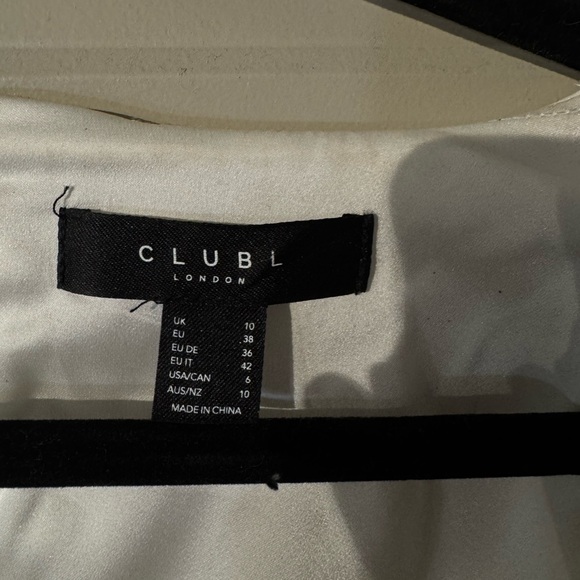 CLUB L
LONDON
UK 10
EU 38
EU DE 36
EU IT 42
USA/CAN 6
AUS/NZ 10
MADE IN CHINA